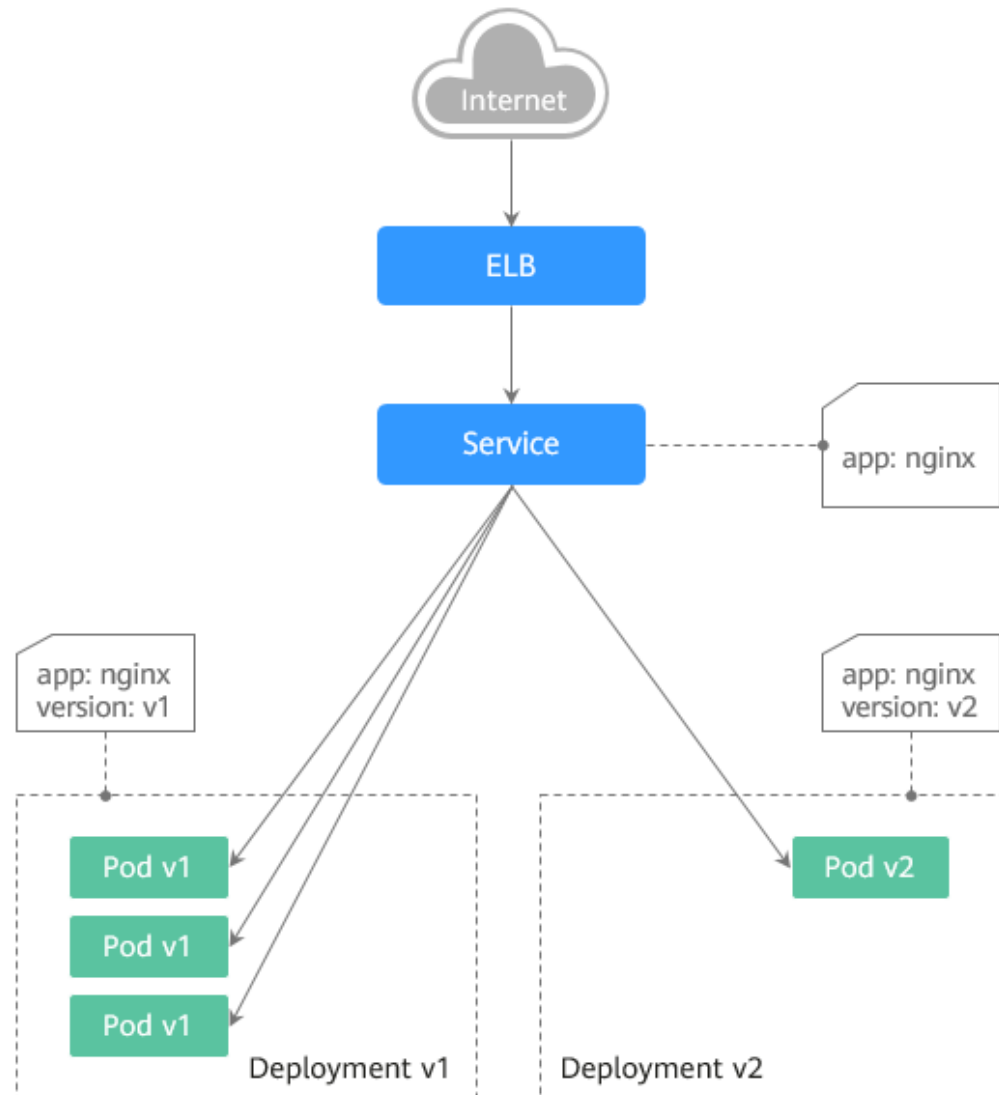 Internet
ELB
Service
app: nginx
app: nginx
version: v1
app: nginx
version: v2
Pod v1
Pod v1
Pod v1
Deployment v1
Pod v2
Deployment v2